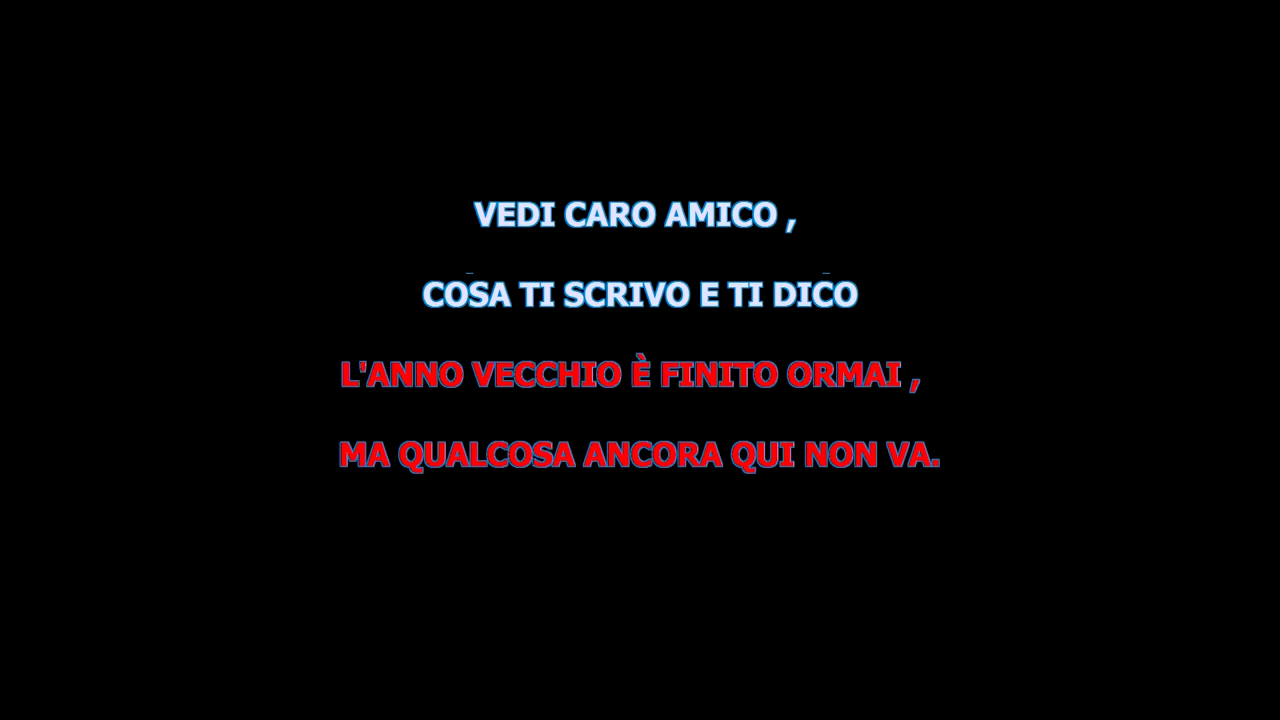 VEDI CARO AMICO ,
COSA TI SCRIVO E TI DICO
L'ANNO VECCHIO È FINITO ORMAI ,
MA QUALCOSA ANCORA QUI NON VA.